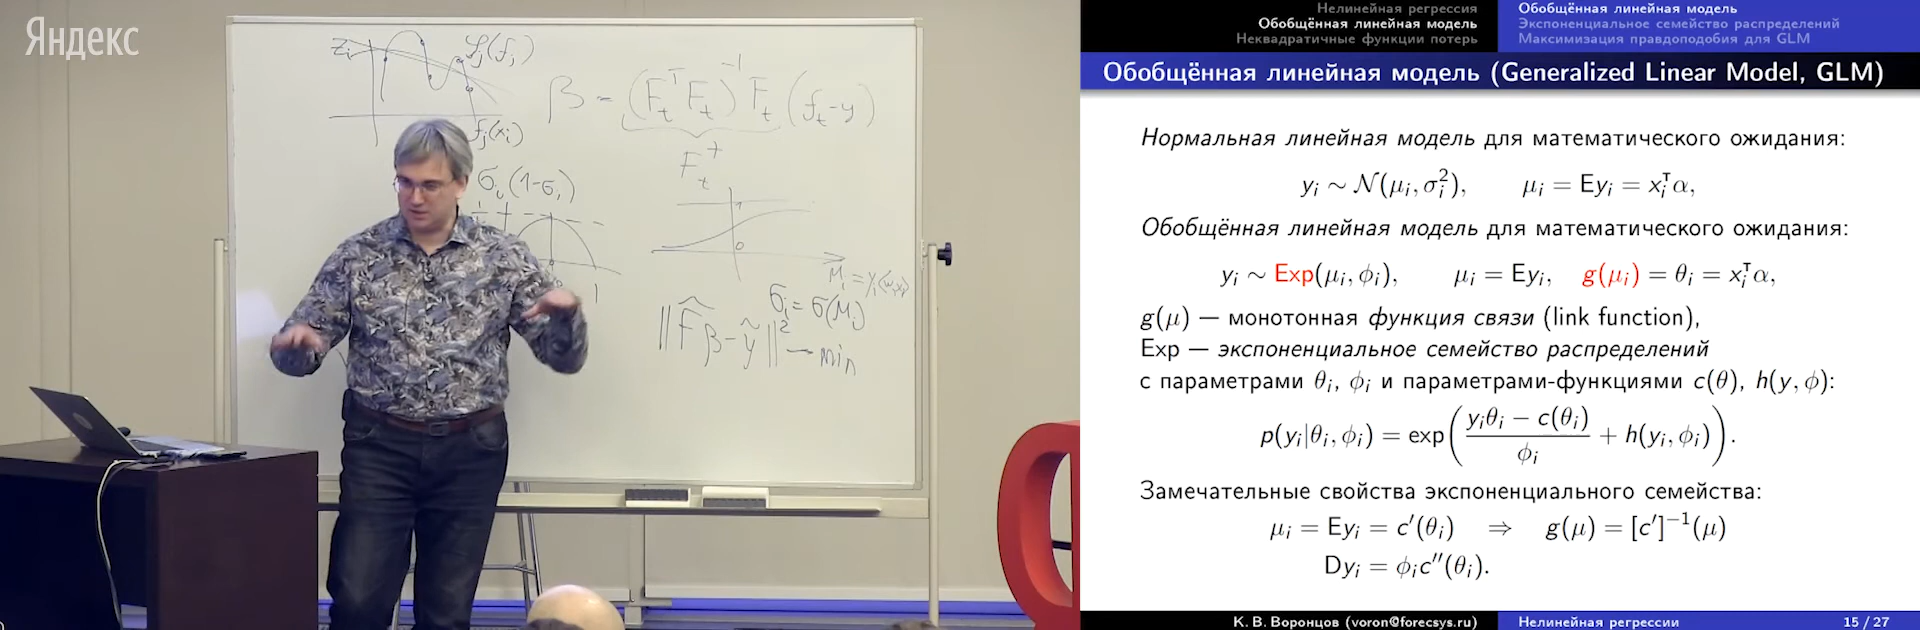 Яндекс
β = (FₜᵀFₜ)⁻¹Fₜ(fₜ-y)
Fₜ⁺
fⱼ(xᵢ)
σᵢ(1-σᵢ)
σᵢ = σ(Mᵢ)
||F̃β-ỹ||² → min
Нелинейная регрессия
Обобщённая линейная модель
Неквадратичные функции потерь
Обобщённая линейная модель
Экспоненциальное семейство распределений
Максимизация правдоподобия для GLM
Обобщённая линейная модель (Generalized Linear Model, GLM)
Нормальная линейная модель для математического ожидания:
yᵢ ∼ N(μᵢ, σᵢ²), μᵢ = Eyᵢ = xᵢᵀα,
Обобщённая линейная модель для математического ожидания:
yᵢ ∼ Exp(μᵢ, ϕᵢ), μᵢ = Eyᵢ, g(μᵢ) = θᵢ = xᵢᵀα,
g(μ) — монотонная функция связи (link function),
Exp — экспоненциальное семейство распределений
с параметрами θᵢ, ϕᵢ и параметрами-функциями c(θ), h(y, ϕ):
p(yᵢ|θᵢ, ϕᵢ) = exp((yᵢθᵢ − c(θᵢ))/ϕᵢ + h(yᵢ, ϕᵢ)).
Замечательные свойства экспоненциального семейства:
μᵢ = Eyᵢ = c′(θᵢ) ⇒ g(μ) = [c′]⁻¹(μ)
Dyᵢ = ϕᵢc″(θᵢ).
К. В. Воронцов (voron@forecsys.ru)
Нелинейная регрессии
15 / 27